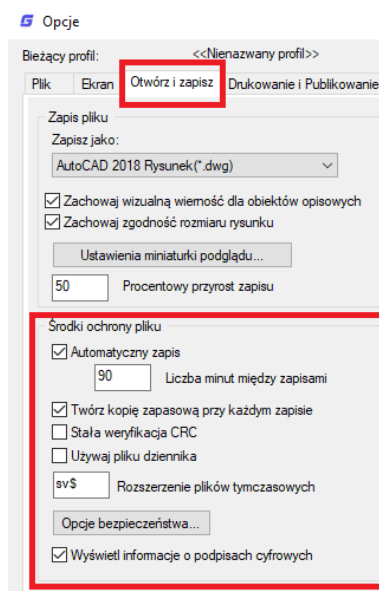 Opcje
Bieżący profil: <<Nienazwany profil>>
Plik Ekran Otwórz i zapisz Drukowanie i Publikowanie
Zapis pliku
Zapisz jako:
AutoCAD 2018 Rysunek(*.dwg)
Zachowaj wizualną wierność dla obiektów opisowych
Zachowaj zgodność rozmiaru rysunku
Ustawienia miniaturki podglądu...
50 Procentowy przyrost zapisu
Środki ochrony pliku
Automatyczny zapis
90 Liczba minut między zapisami
Twórz kopię zapasową przy każdym zapisie
Stała weryfikacja CRC
Używaj pliku dziennika
sv$ Rozszerzenie plików tymczasowych
Opcje bezpieczeństwa...
Wyświetl informacje o podpisach cyfrowych